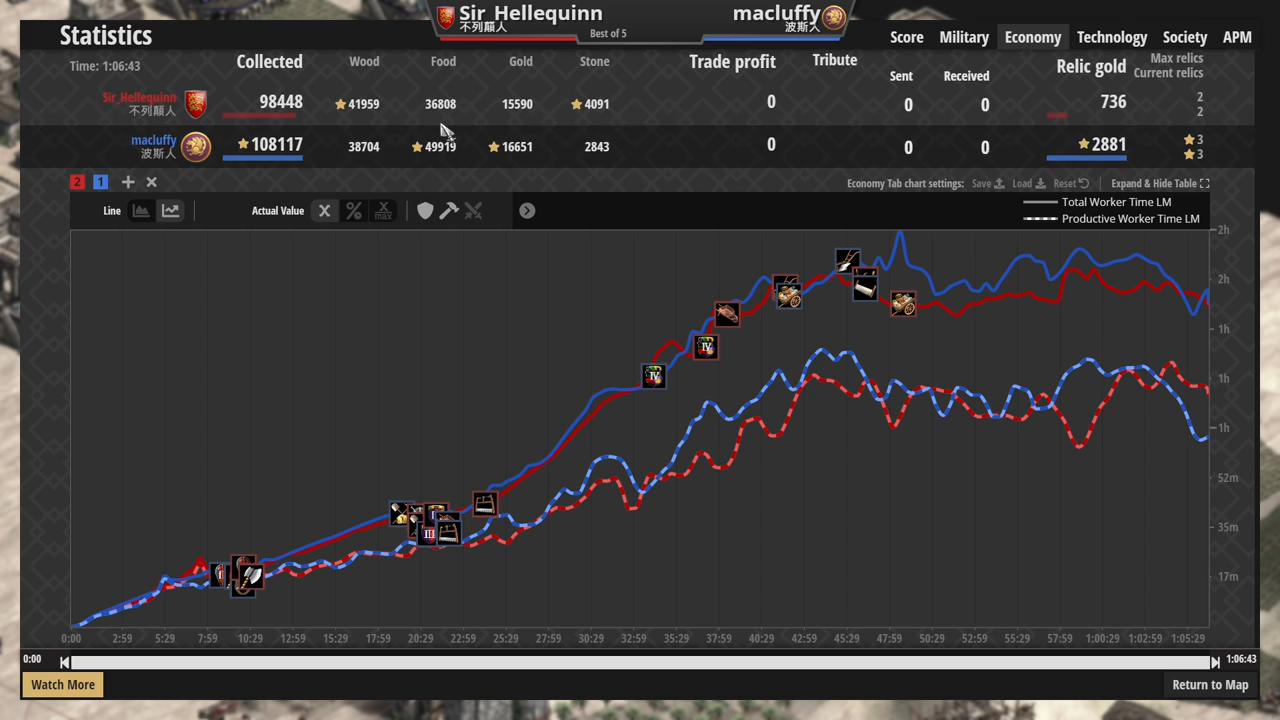 Sir_Hellequinn
不列顛人
Best of 5
macluffy
波斯人
Statistics
Score Military Economy Technology Society APM
Time: 1:06:43
Collected Wood Food Gold Stone Trade profit Tribute Sent Received Relic gold Max relics
Current relics
Sir_Hellequinn
不列顛人
98448 41959 36808 15590 4091 0 0 0 736 2
2
macluffy
波斯人
108117 38704 49919 16651 2843 0 0 0 2881 3
3
2 1 + ×
Economy Tab chart settings: Save Load Reset Expand & Hide Table
Line Actual Value X % X/max
Total Worker Time LM
Productive Worker Time LM
2h
2h
1h
1h
1h
52m
35m
17m
IV
IV
III
0:00 2:59 5:29 7:59 10:29 12:59 15:29 17:59 20:29 22:59 25:29 27:59 30:29 32:59 35:29 37:59 40:29 42:59 45:29 47:59 50:29 52:59 55:29 57:59 1:00:29 1:02:59 1:05:29
0:00 1:06:43
Watch More Return to Map